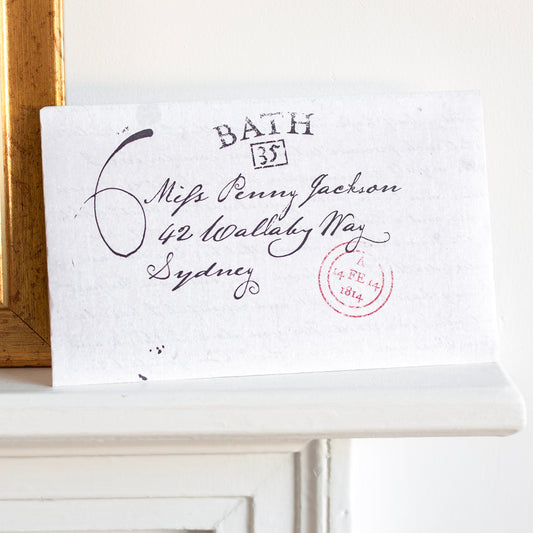 BATH
35
6
Miſs Penny Jackson
42 Wallaby Way
Sydney
A
14 FE 14
1814